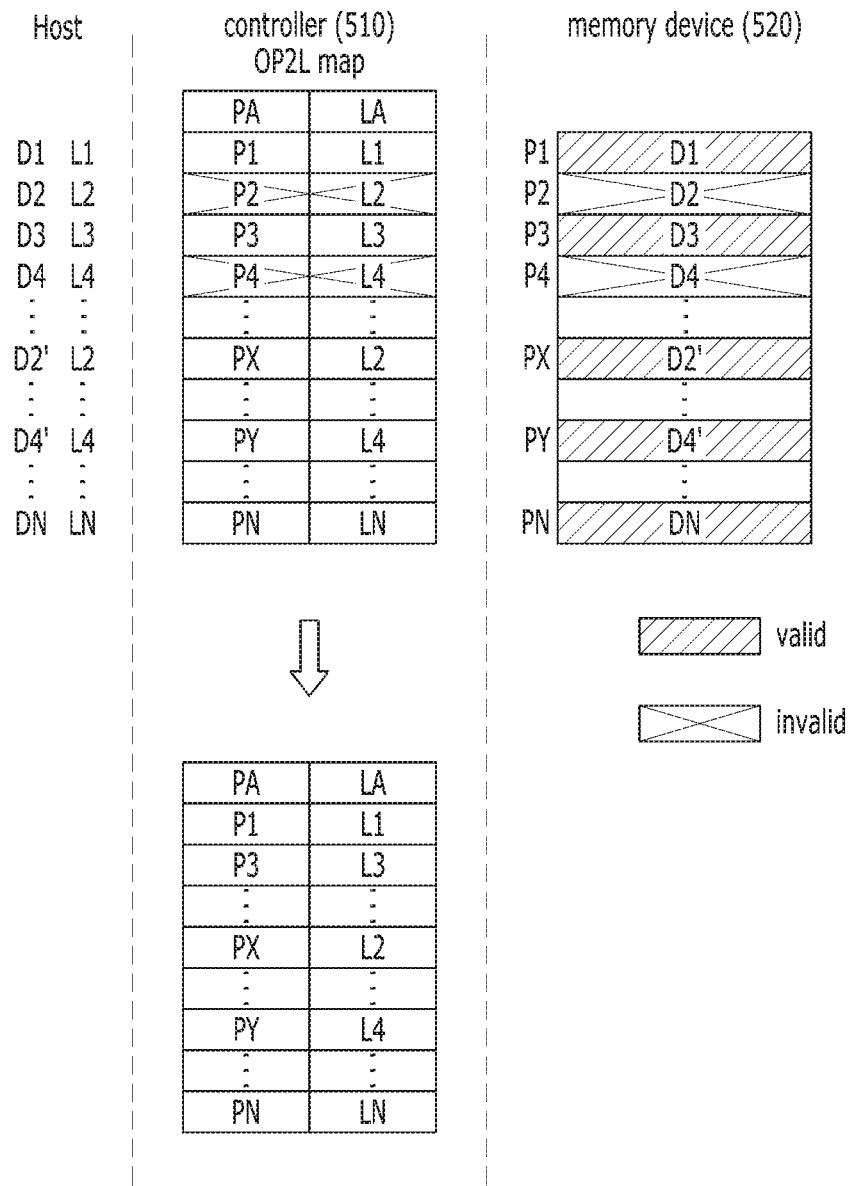 Host controller (510) memory device (520)
OP2L map
PA LA
D1 L1 P1 L1 P1 D1
D2 L2 P2 L2 P2 D2
D3 L3 P3 L3 P3 D3
D4 L4 P4 L4 P4 D4
D2' L2 PX L2 PX D2'
D4' L4 PY L4 PY D4'
DN LN PN LN PN DN
valid
invalid
PA LA
P1 L1
P3 L3
PX L2
PY L4
PN LN